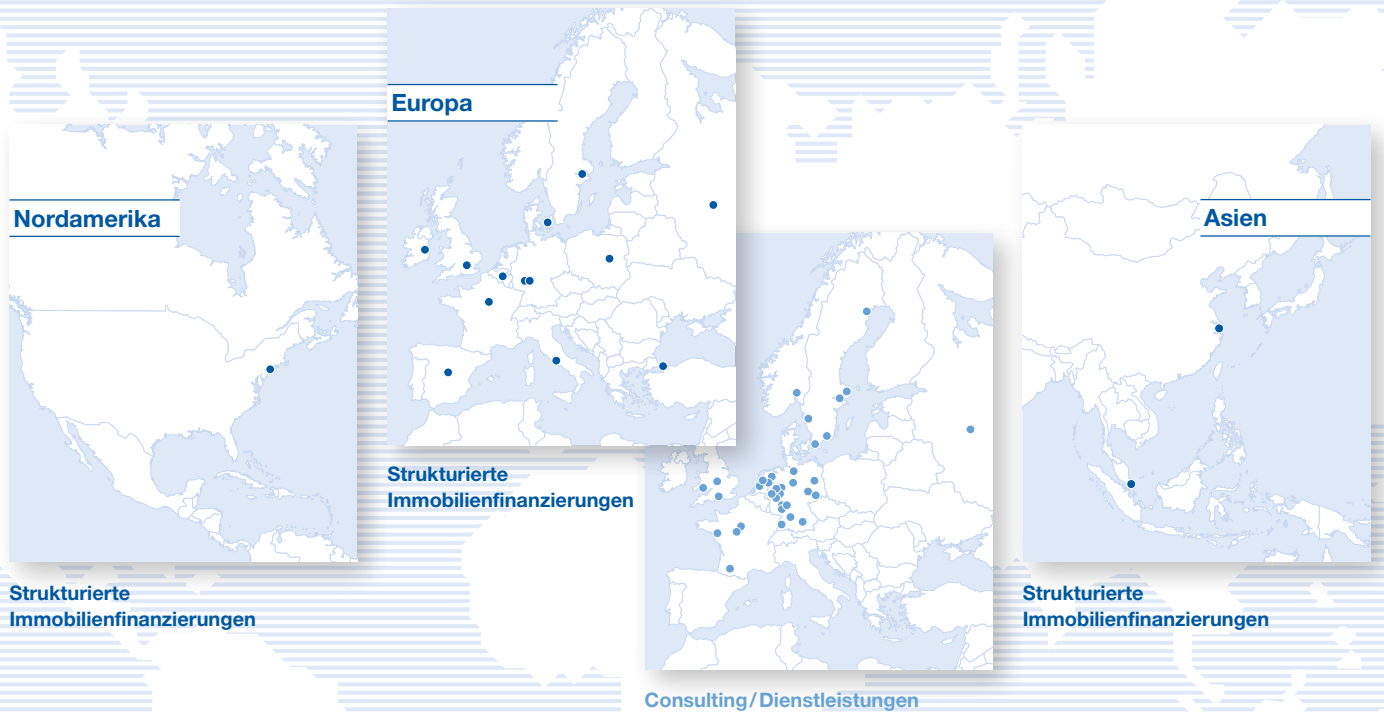 Europa
Nordamerika
Asien
Strukturierte
Immobilienfinanzierungen
Strukturierte
Immobilienfinanzierungen
Strukturierte
Immobilienfinanzierungen
Consulting/Dienstleistungen